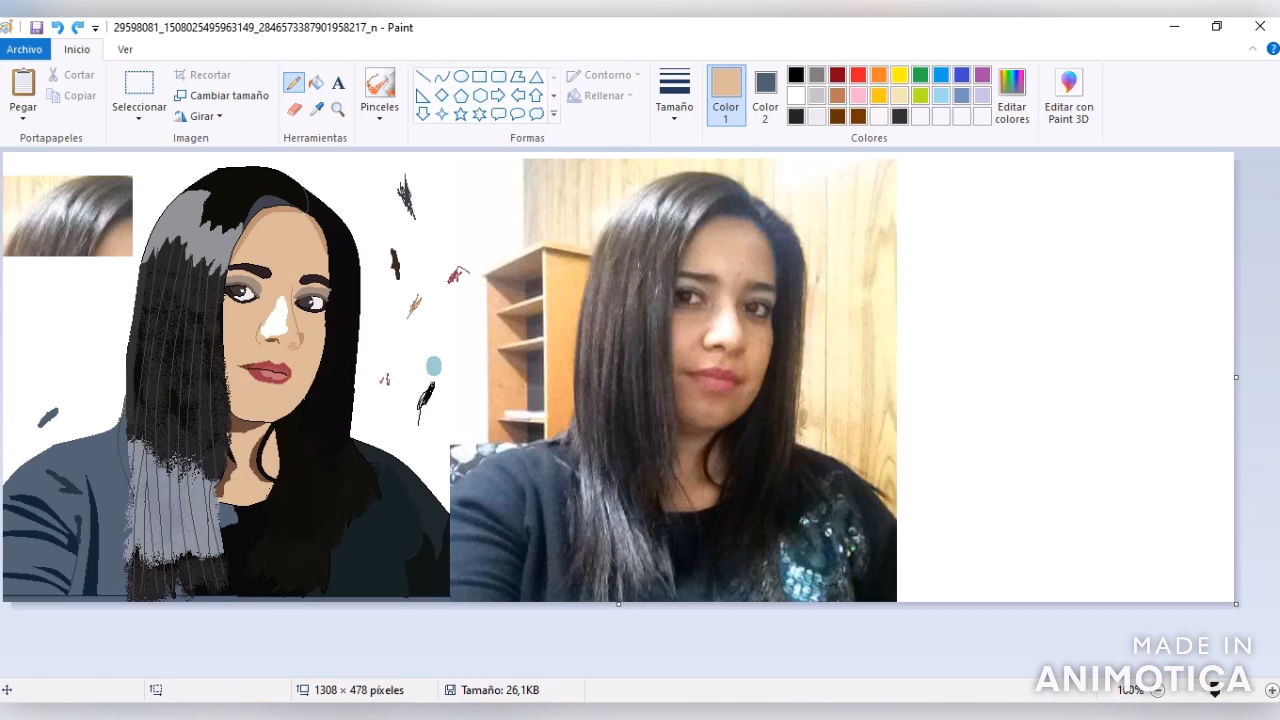 29598081_1508025495963149_2846573387901958217_n - Paint
Archivo Inicio Ver
Pegar
Cortar
Copiar
Portapapeles
Seleccionar
Recortar
Cambiar tamaño
Girar
Imagen
A
Herramientas
Pinceles
Contorno
Rellenar
Formas
Tamaño
Color
1
Color
2
Editar
colores
Colores
Editar con
Paint 3D
MADE IN
ANIMOTICA
1308 × 478 píxeles
Tamaño: 26,1KB
100%